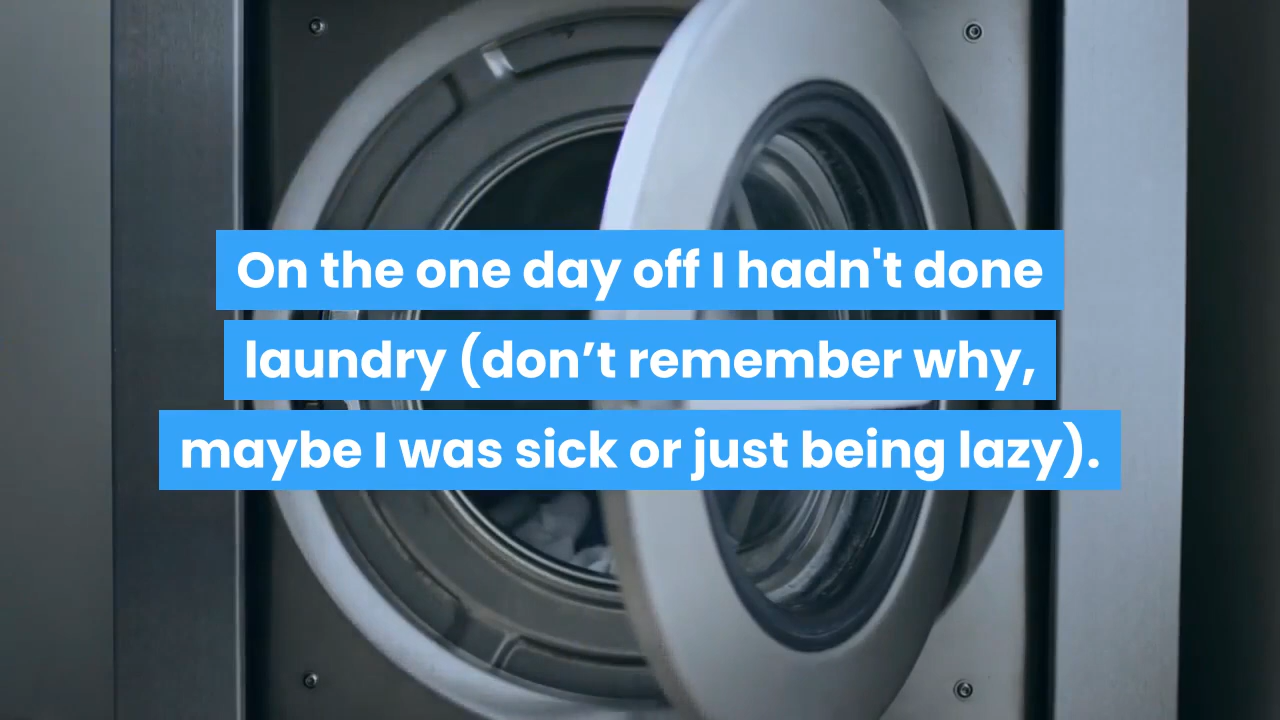 On the one day off I hadn't done
laundry (don’t remember why,
maybe I was sick or just being lazy).